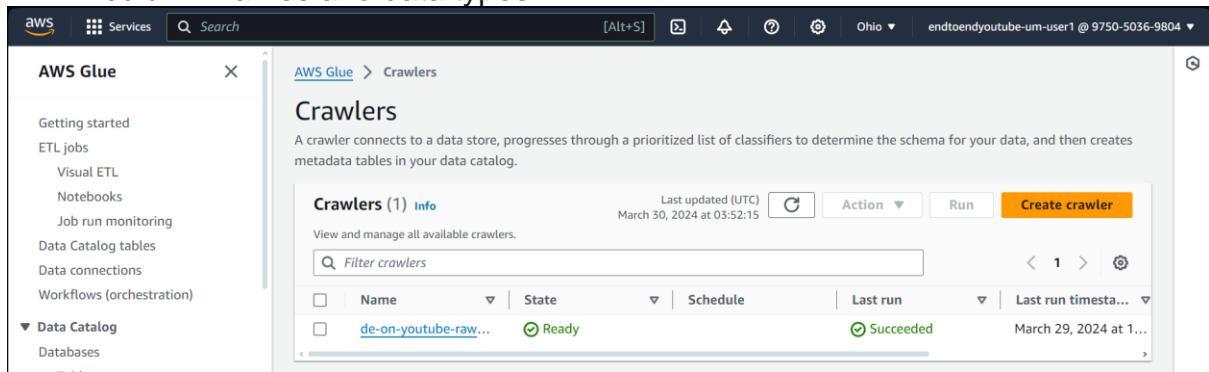 column names and data types
aws Services Search [Alt+S] Ohio endtoendyoutube-um-user1 @ 9750-5036-9804
AWS Glue
Getting started
ETL jobs
Visual ETL
Notebooks
Job run monitoring
Data Catalog tables
Data connections
Workflows (orchestration)
Data Catalog
Databases
AWS Glue > Crawlers
Crawlers
A crawler connects to a data store, progresses through a prioritized list of classifiers to determine the schema for your data, and then creates
metadata tables in your data catalog.
Crawlers (1) Info
Last updated (UTC)
March 30, 2024 at 03:52:15
Action Run Create crawler
View and manage all available crawlers.
Filter crawlers
< 1 >
Name State Schedule Last run Last run timesta...
de-on-youtube-raw... Ready Succeeded March 29, 2024 at 1...